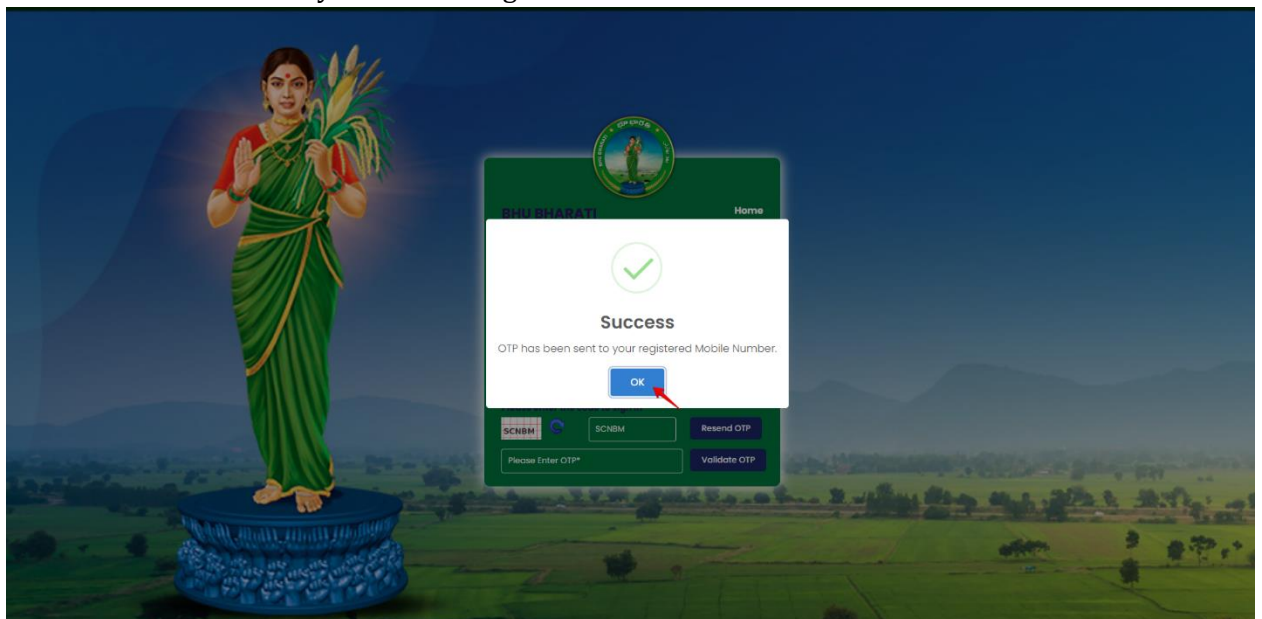 BHU BHARATI
Home
Success
OTP has been sent to your registered Mobile Number.
OK
SCNBM
SCNBM
Resend OTP
Please Enter OTP*
Validate OTP